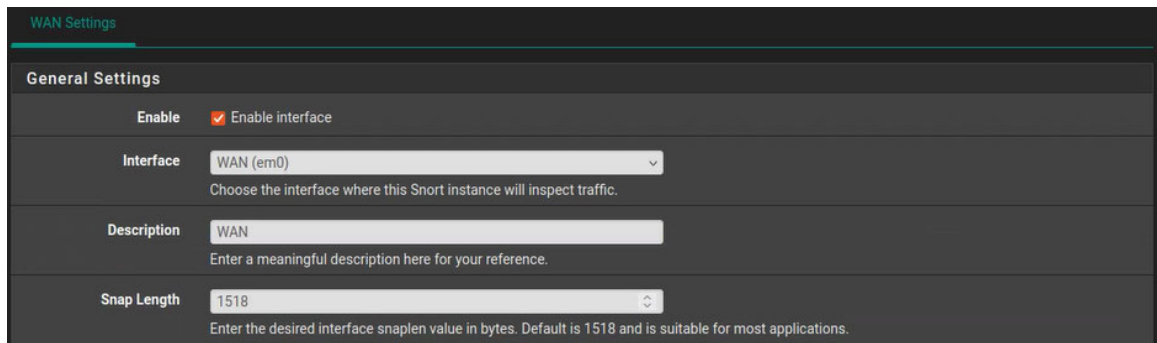 WAN Settings
General Settings
Enable Enable interface
Interface WAN (em0)
Choose the interface where this Snort instance will inspect traffic.
Description WAN
Enter a meaningful description here for your reference.
Snap Length 1518
Enter the desired interface snaplen value in bytes. Default is 1518 and is suitable for most applications.